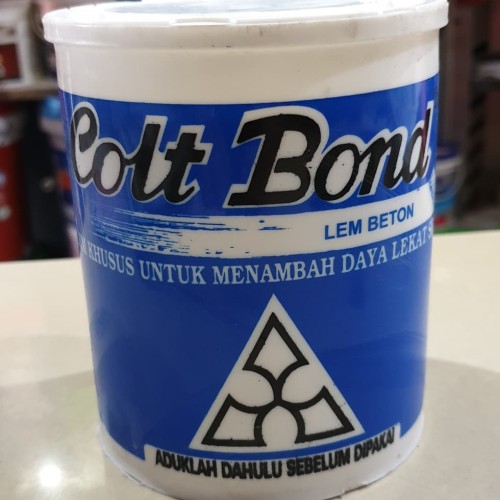 Colt Bond
LEM BETON
KHUSUS UNTUK MENAMBAH DAYA LEKAT
ADUKLAH DAHULU SEBELUM DIPAKAI